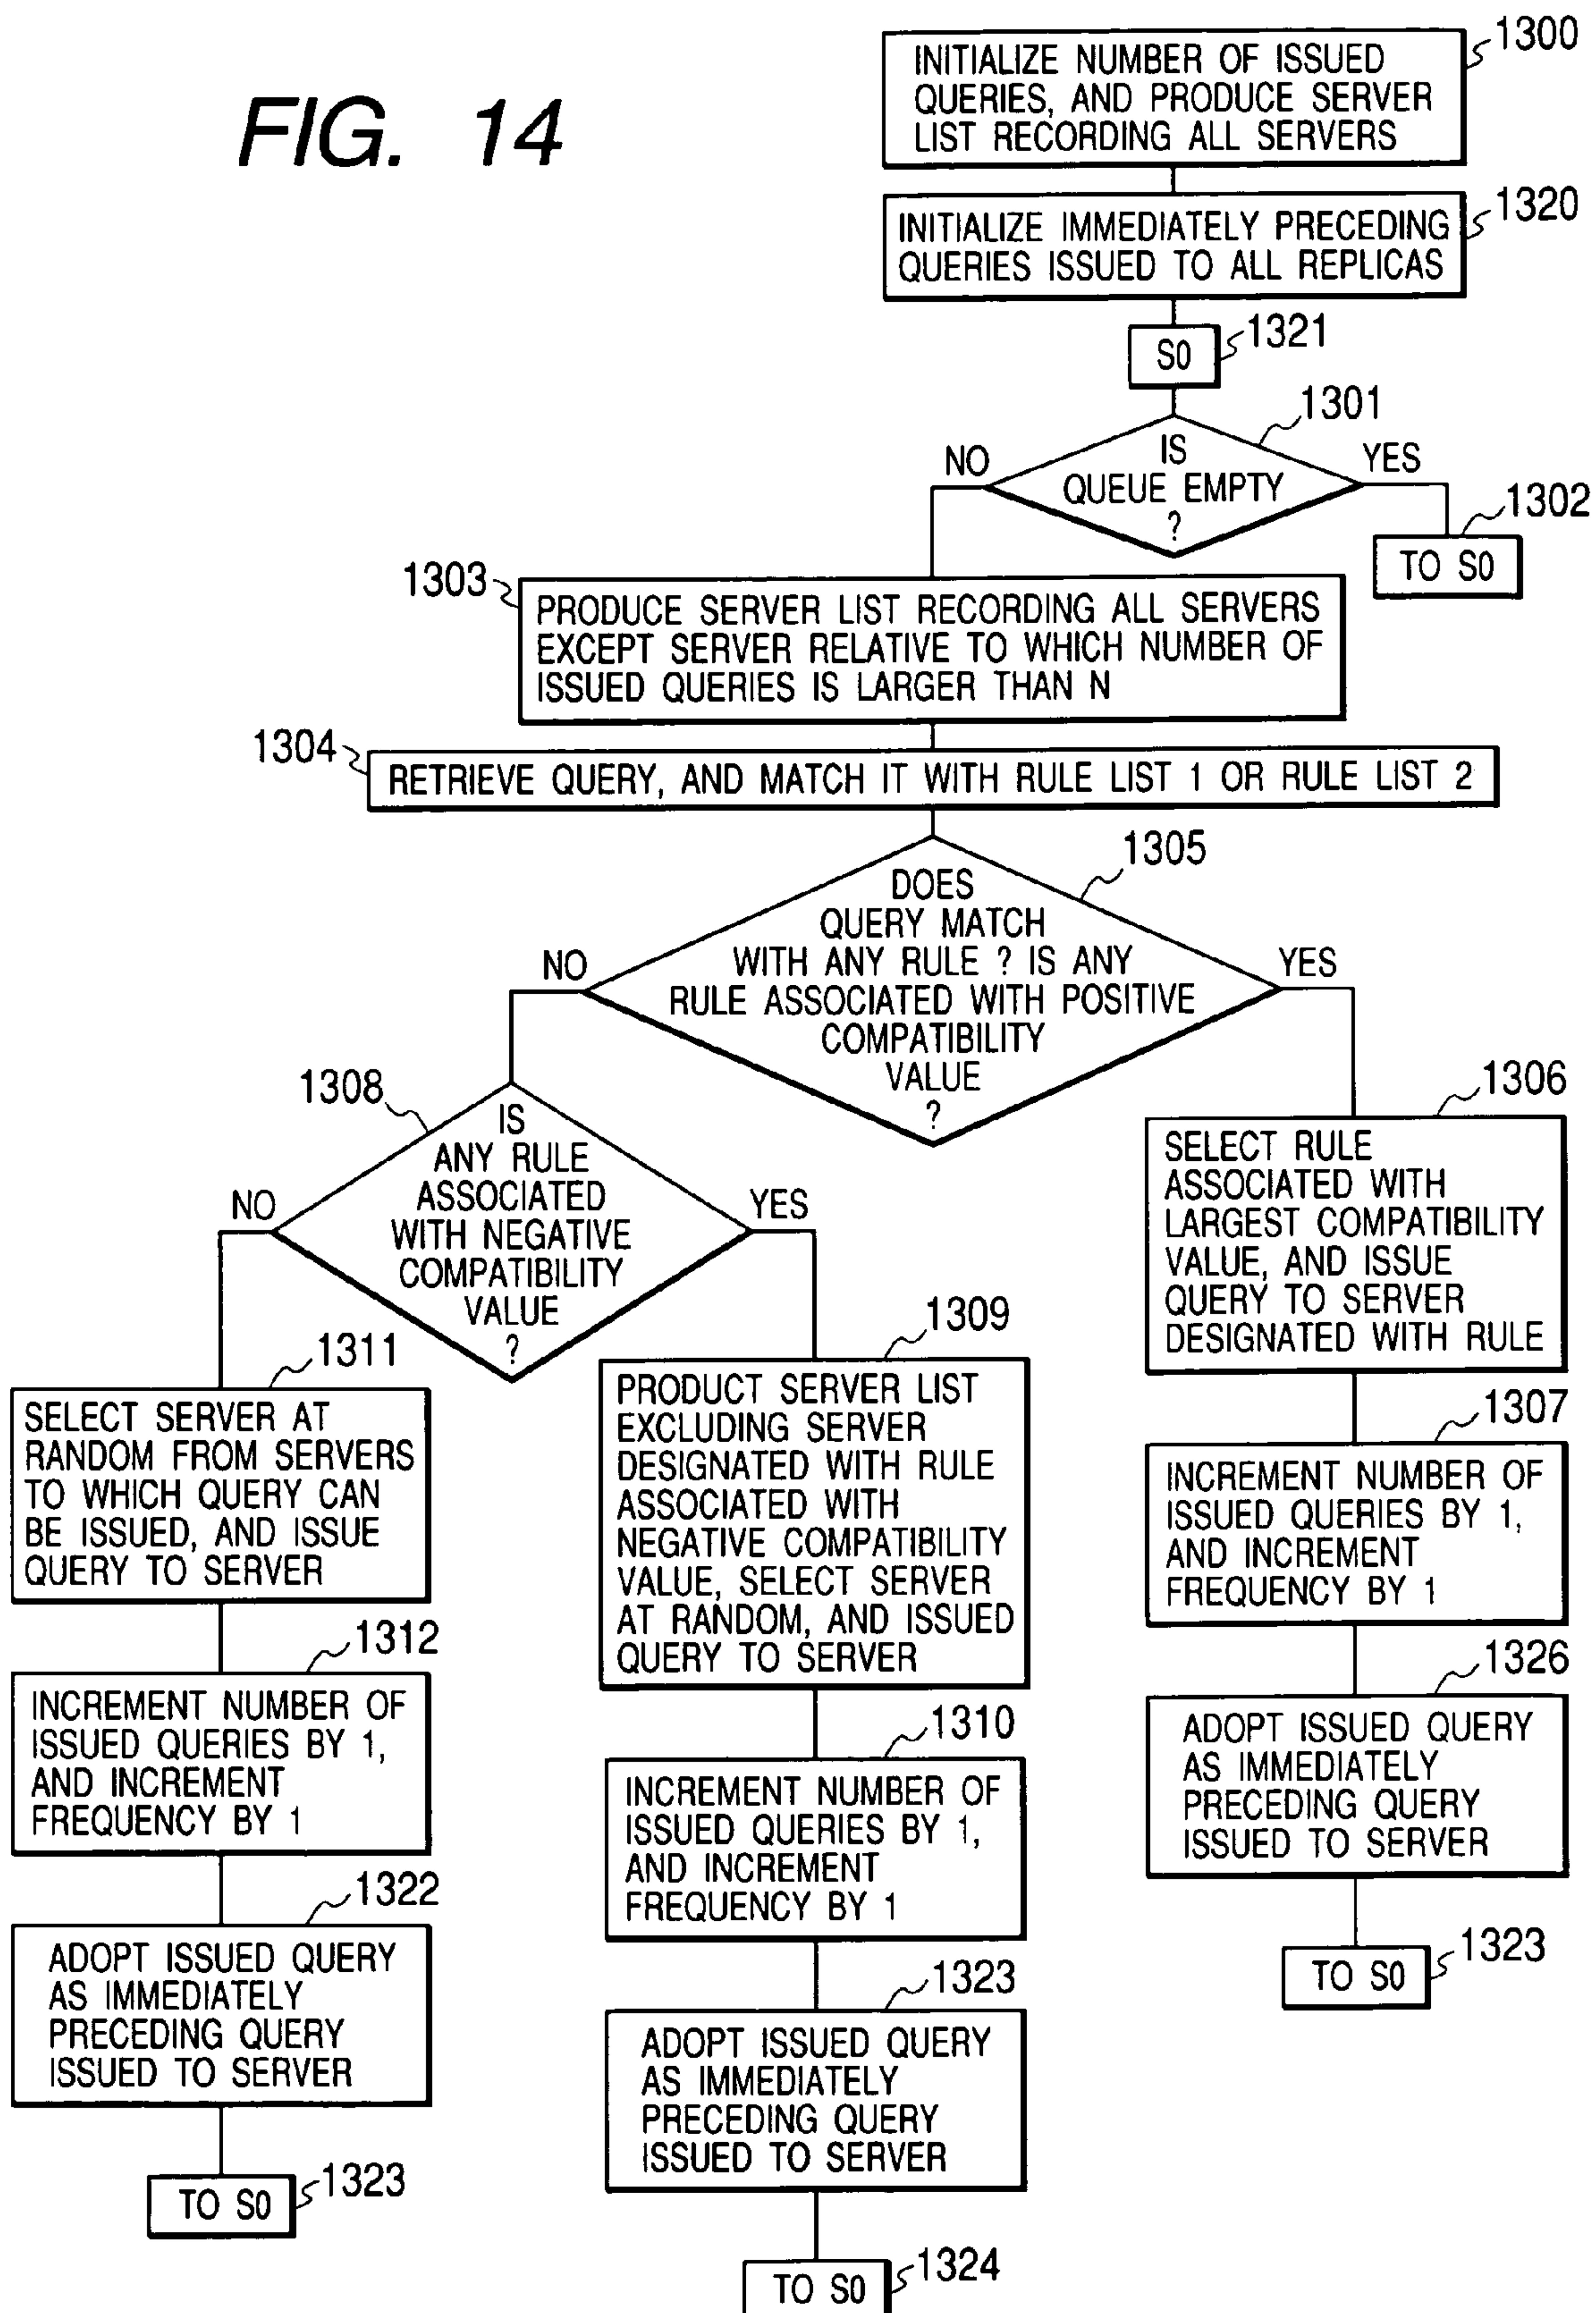 FIG. 14
1300
INITIALIZE NUMBER OF ISSUED
QUERIES, AND PRODUCE SERVER
LIST RECORDING ALL SERVERS
1320
INITIALIZE IMMEDIATELY PRECEDING
QUERIES ISSUED TO ALL REPLICAS
S0
1321
1301
IS
QUEUE EMPTY
?
NO
YES
1302
TO S0
1303
PRODUCE SERVER LIST RECORDING ALL SERVERS
EXCEPT SERVER RELATIVE TO WHICH NUMBER OF
ISSUED QUERIES IS LARGER THAN N
1304
RETRIEVE QUERY, AND MATCH IT WITH RULE LIST 1 OR RULE LIST 2
1305
DOES
QUERY MATCH
WITH ANY RULE ? IS ANY
RULE ASSOCIATED WITH POSITIVE
COMPATIBILITY
VALUE
?
NO
YES
1308
IS
ANY RULE
ASSOCIATED
WITH NEGATIVE
COMPATIBILITY
VALUE
?
NO
YES
1306
SELECT RULE
ASSOCIATED WITH
LARGEST COMPATIBILITY
VALUE, AND ISSUE
QUERY TO SERVER
DESIGNATED WITH RULE
1311
SELECT SERVER AT
RANDOM FROM SERVERS
TO WHICH QUERY CAN
BE ISSUED, AND ISSUE
QUERY TO SERVER
1309
PRODUCT SERVER LIST
EXCLUDING SERVER
DESIGNATED WITH RULE
ASSOCIATED WITH
NEGATIVE COMPATIBILITY
VALUE, SELECT SERVER
AT RANDOM, AND ISSUED
QUERY TO SERVER
1307
INCREMENT NUMBER OF
ISSUED QUERIES BY 1,
AND INCREMENT
FREQUENCY BY 1
1312
INCREMENT NUMBER OF
ISSUED QUERIES BY 1,
AND INCREMENT
FREQUENCY BY 1
1310
INCREMENT NUMBER OF
ISSUED QUERIES BY 1,
AND INCREMENT
FREQUENCY BY 1
1326
ADOPT ISSUED QUERY
AS IMMEDIATELY
PRECEDING QUERY
ISSUED TO SERVER
1322
ADOPT ISSUED QUERY
AS IMMEDIATELY
PRECEDING QUERY
ISSUED TO SERVER
1323
ADOPT ISSUED QUERY
AS IMMEDIATELY
PRECEDING QUERY
ISSUED TO SERVER
TO S0
1323
TO S0
1323
TO S0
1324